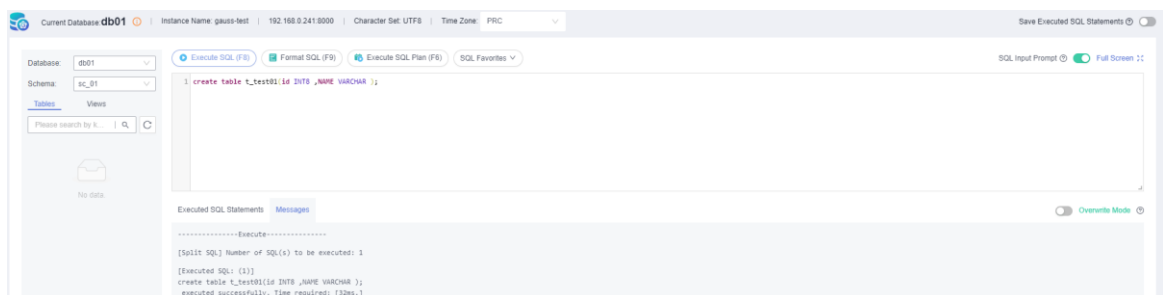 Current Database: db01 | Instance Name: gauss-test | 192.168.0.241:8000 | Character Set: UTF8 | Time Zone: PRC
Save Executed SQL Statements
Database: db01
Schema: sc_01
Tables Views
Please search by k...
No data.
Execute SQL (F8) Format SQL (F9) Execute SQL Plan (F6) SQL Favorites
SQL Input Prompt Full Screen
1 create table t_test01(id INT8 ,NAME VARCHAR );
Executed SQL Statements Messages
Overwrite Mode
---------------Execute---------------
[Split SQL] Number of SQL(s) to be executed: 1
[Executed SQL: (1)]
create table t_test01(id INT8 ,NAME VARCHAR );
executed successfully. Time required: [32ms.]